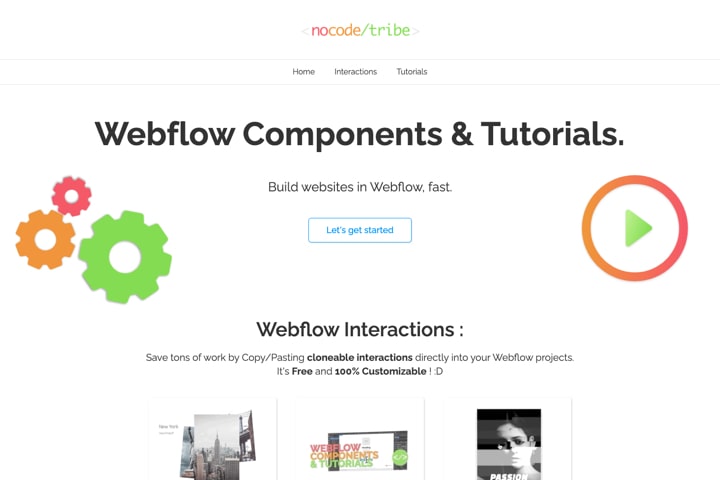 <nocode/tribe>
Home Interactions Tutorials
Webflow Components & Tutorials.
Build websites in Webflow, fast.
Let's get started
Webflow Interactions :
Save tons of work by Copy/Pasting cloneable interactions directly into your Webflow projects.
It's Free and 100% Customizable ! :D
New York
WEBFLOW
COMPONENTS
& TUTORIALS
</>
PASSION